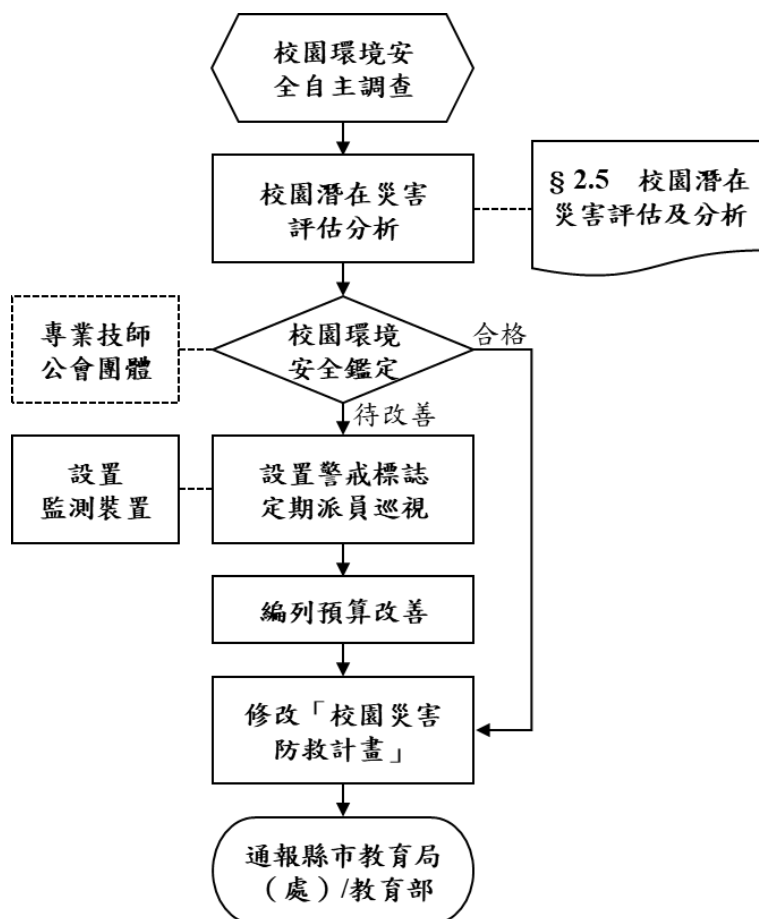 校園環境安
全自主調查
校園潛在災害
評估分析
§ 2.5 校園潛在
災害評估及分析
專業技師
公會團體
校園環境
安全鑑定
合格
待改善
設置
監測裝置
設置警戒標誌
定期派員巡視
編列預算改善
修改「校園災害
防救計畫」
通報縣市教育局
(處)/教育部